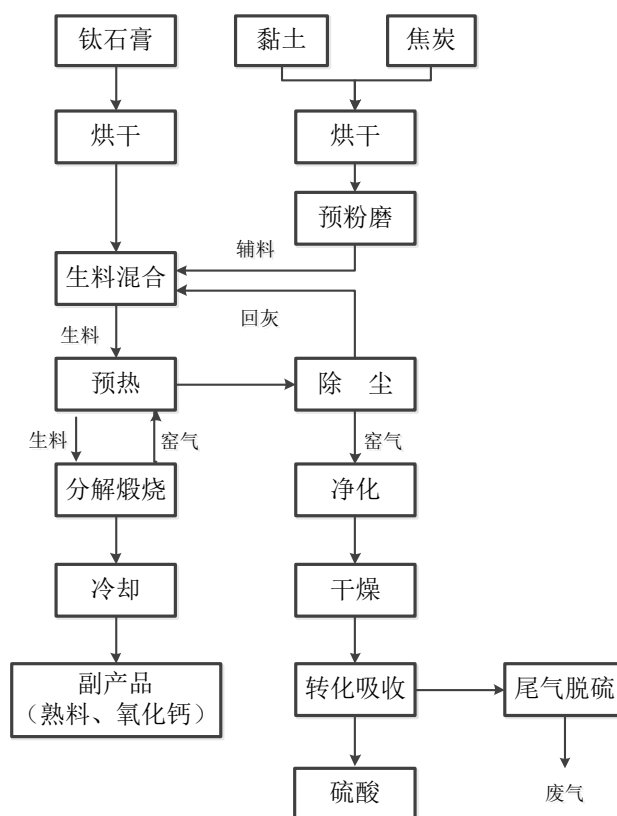 钛石膏
黏土
焦炭
烘干
烘干
预粉磨
辅料
生料混合
回灰
生料
预热
除 尘
生料
窑气
窑气
分解煅烧
净化
冷却
干燥
副产品
（熟料、氧化钙）
转化吸收
尾气脱硫
硫酸
废气